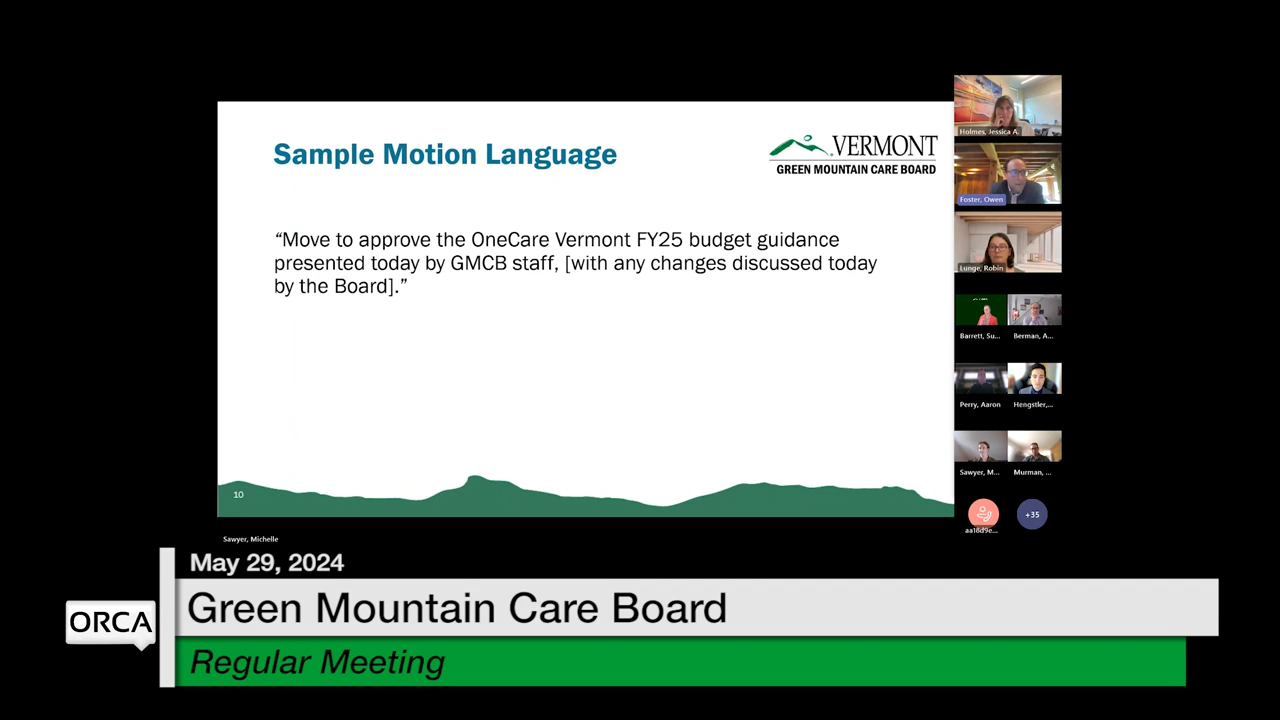 Sample Motion Language
VERMONT
GREEN MOUNTAIN CARE BOARD
“Move to approve the OneCare Vermont FY25 budget guidance
presented today by GMCB staff, [with any changes discussed today
by the Board].”
10
Holmes, Jessica A.
Foster, Owen
Lunge, Robin
Barrett, Su...
Berman, A...
Perry, Aaron
Hengstler,...
Sawyer, M...
Murman, ...
aa18d9e...
+35
Sawyer, Michelle
May 29, 2024
ORCA
Green Mountain Care Board
Regular Meeting